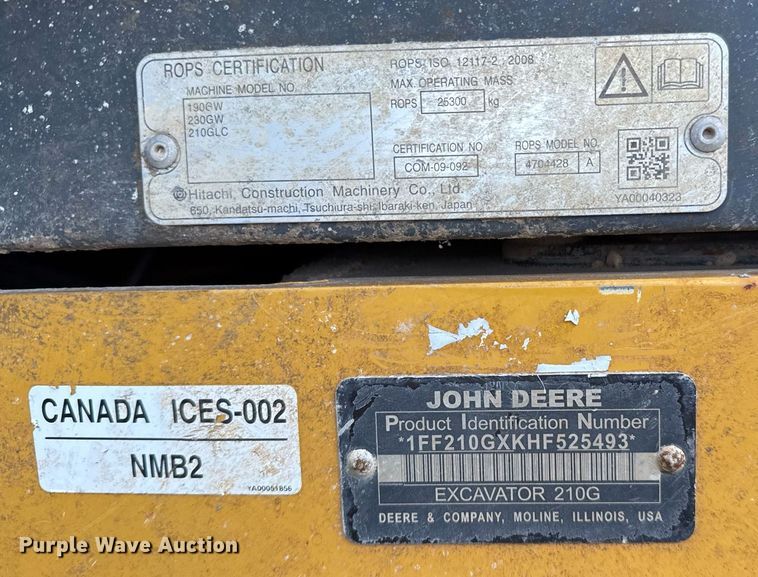 ROPS CERTIFICATION
MACHINE MODEL NO.
190GW
230GW
210GLC
ROPS: ISO 12117-2 : 2008
MAX. OPERATING MASS
ROPS 25300 kg
CERTIFICATION NO.
COM-09-092
ROPS MODEL NO.
4704428 A
Hitachi, Construction Machinery Co., Ltd.
650, Kandatsu-machi, Tsuchiura-shi, Ibaraki-ken, Japan
YA00040323
CANADA ICES-002
NMB2
YA00051856
JOHN DEERE
Product Identification Number
*1FF210GXKHF525493*
EXCAVATOR 210G
DEERE & COMPANY, MOLINE, ILLINOIS, USA
Purple Wave Auction